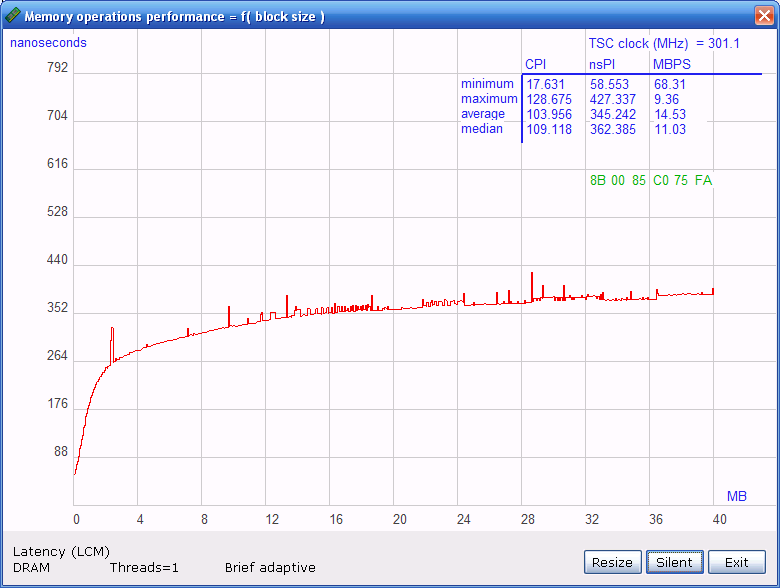 Memory operations performance = f( block size )
nanoseconds
TSC clock (MHz) = 301.1
CPI nsPI MBPS
minimum 17.631 58.553 68.31
maximum 128.675 427.337 9.36
average 103.956 345.242 14.53
median 109.118 362.385 11.03
8B 00 85 C0 75 FA
792
704
616
528
440
352
264
176
88
MB
0 4 8 12 16 20 24 28 32 36 40
Latency (LCM)
DRAM Threads=1 Brief adaptive
Resize Silent Exit